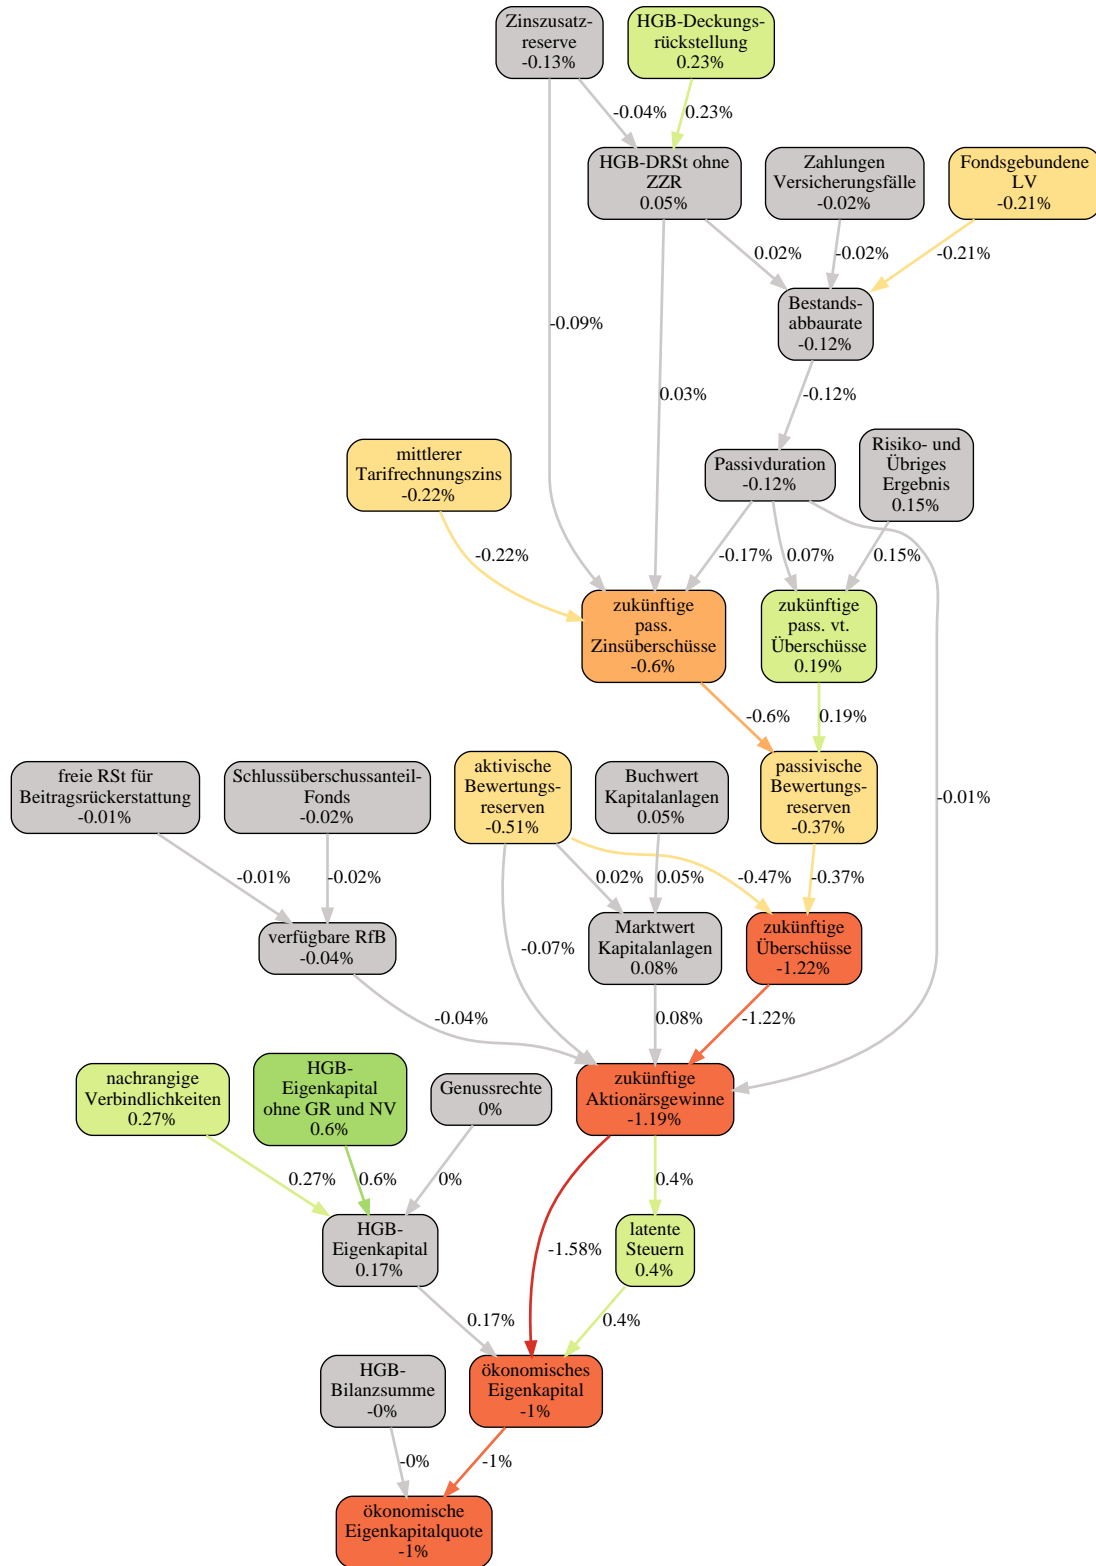 Zinszusatz-
reserve
-0.13%
HGB-Deckungs-
rückstellung
0.23%
-0.04%
0.23%
HGB-DRSt ohne
ZZR
0.05%
Zahlungen
Versicherungsfälle
-0.02%
Fondsgebundene
LV
-0.21%
0.02%
-0.02%
-0.21%
Bestands-
abbaurate
-0.12%
-0.09%
0.03%
-0.12%
mittlerer
Tarifrechnungszins
-0.22%
Passivduration
-0.12%
Risiko- und
Übriges
Ergebnis
0.15%
-0.22%
-0.17%
0.07%
0.15%
zukünftige
pass.
Zinsüberschüsse
-0.6%
zukünftige
pass. vt.
Überschüsse
0.19%
-0.6%
0.19%
freie RSt für
Beitragsrückerstattung
-0.01%
Schlussüberschussanteil-
Fonds
-0.02%
aktivische
Bewertungs-
reserven
-0.51%
Buchwert
Kapitalanlagen
0.05%
passivische
Bewertungs-
reserven
-0.37%
-0.01%
-0.01%
-0.02%
0.02%
0.05%
-0.47%
-0.37%
verfügbare RfB
-0.04%
-0.07%
Marktwert
Kapitalanlagen
0.08%
zukünftige
Überschüsse
-1.22%
-0.04%
0.08%
-1.22%
nachrangige
Verbindlichkeiten
0.27%
HGB-
Eigenkapital
ohne GR und NV
0.6%
Genussrechte
0%
zukünftige
Aktionärsgewinne
-1.19%
0.27%
0.6%
0%
0.4%
HGB-
Eigenkapital
0.17%
-1.58%
latente
Steuern
0.4%
0.17%
0.4%
HGB-
Bilanzsumme
-0%
ökonomisches
Eigenkapital
-1%
-0%
-1%
ökonomische
Eigenkapitalquote
-1%